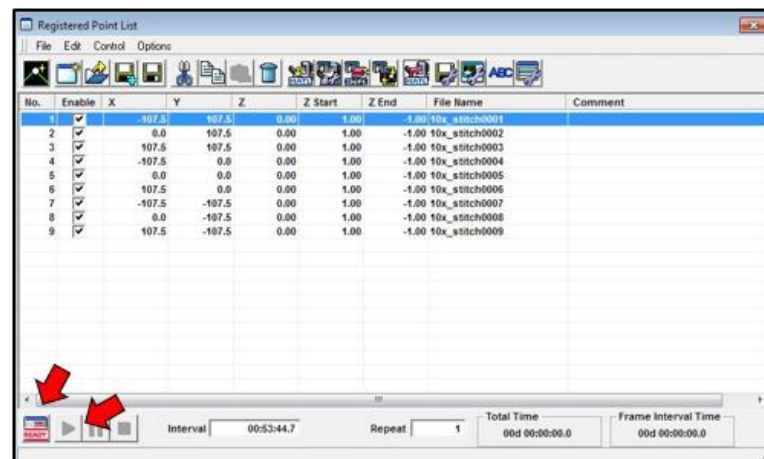 Registered Point List
File Edit Control Options
MATL MATL ABC
No. Enable X Y Z Z Start Z End File Name Comment
1 -107.5 107.5 0.00 1.00 -1.00 10x_stitch0001
2 0.0 107.5 0.00 1.00 -1.00 10x_stitch0002
3 107.5 107.5 0.00 1.00 -1.00 10x_stitch0003
4 -107.5 0.0 0.00 1.00 -1.00 10x_stitch0004
5 0.0 0.0 0.00 1.00 -1.00 10x_stitch0005
6 107.5 0.0 0.00 1.00 -1.00 10x_stitch0006
7 -107.5 -107.5 0.00 1.00 -1.00 10x_stitch0007
8 0.0 -107.5 0.00 1.00 -1.00 10x_stitch0008
9 107.5 -107.5 0.00 1.00 -1.00 10x_stitch0009
Total Time Frame Interval Time
READY Interval 00:53:44.7 Repeat 1 00d 00:00:00.0 00d 00:00:00.0